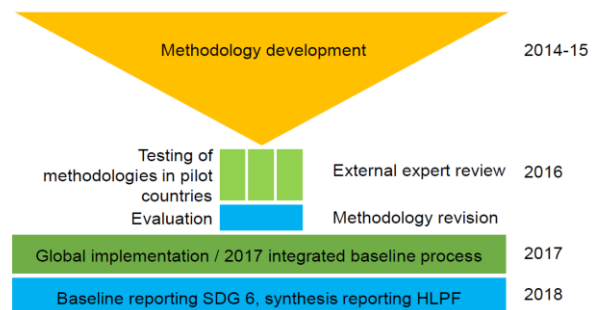 Methodology development
2014-15
Testing of
methodologies in pilot
countries
External expert review
2016
Evaluation
Methodology revision
Global implementation / 2017 integrated baseline process
2017
Baseline reporting SDG 6, synthesis reporting HLPF
2018